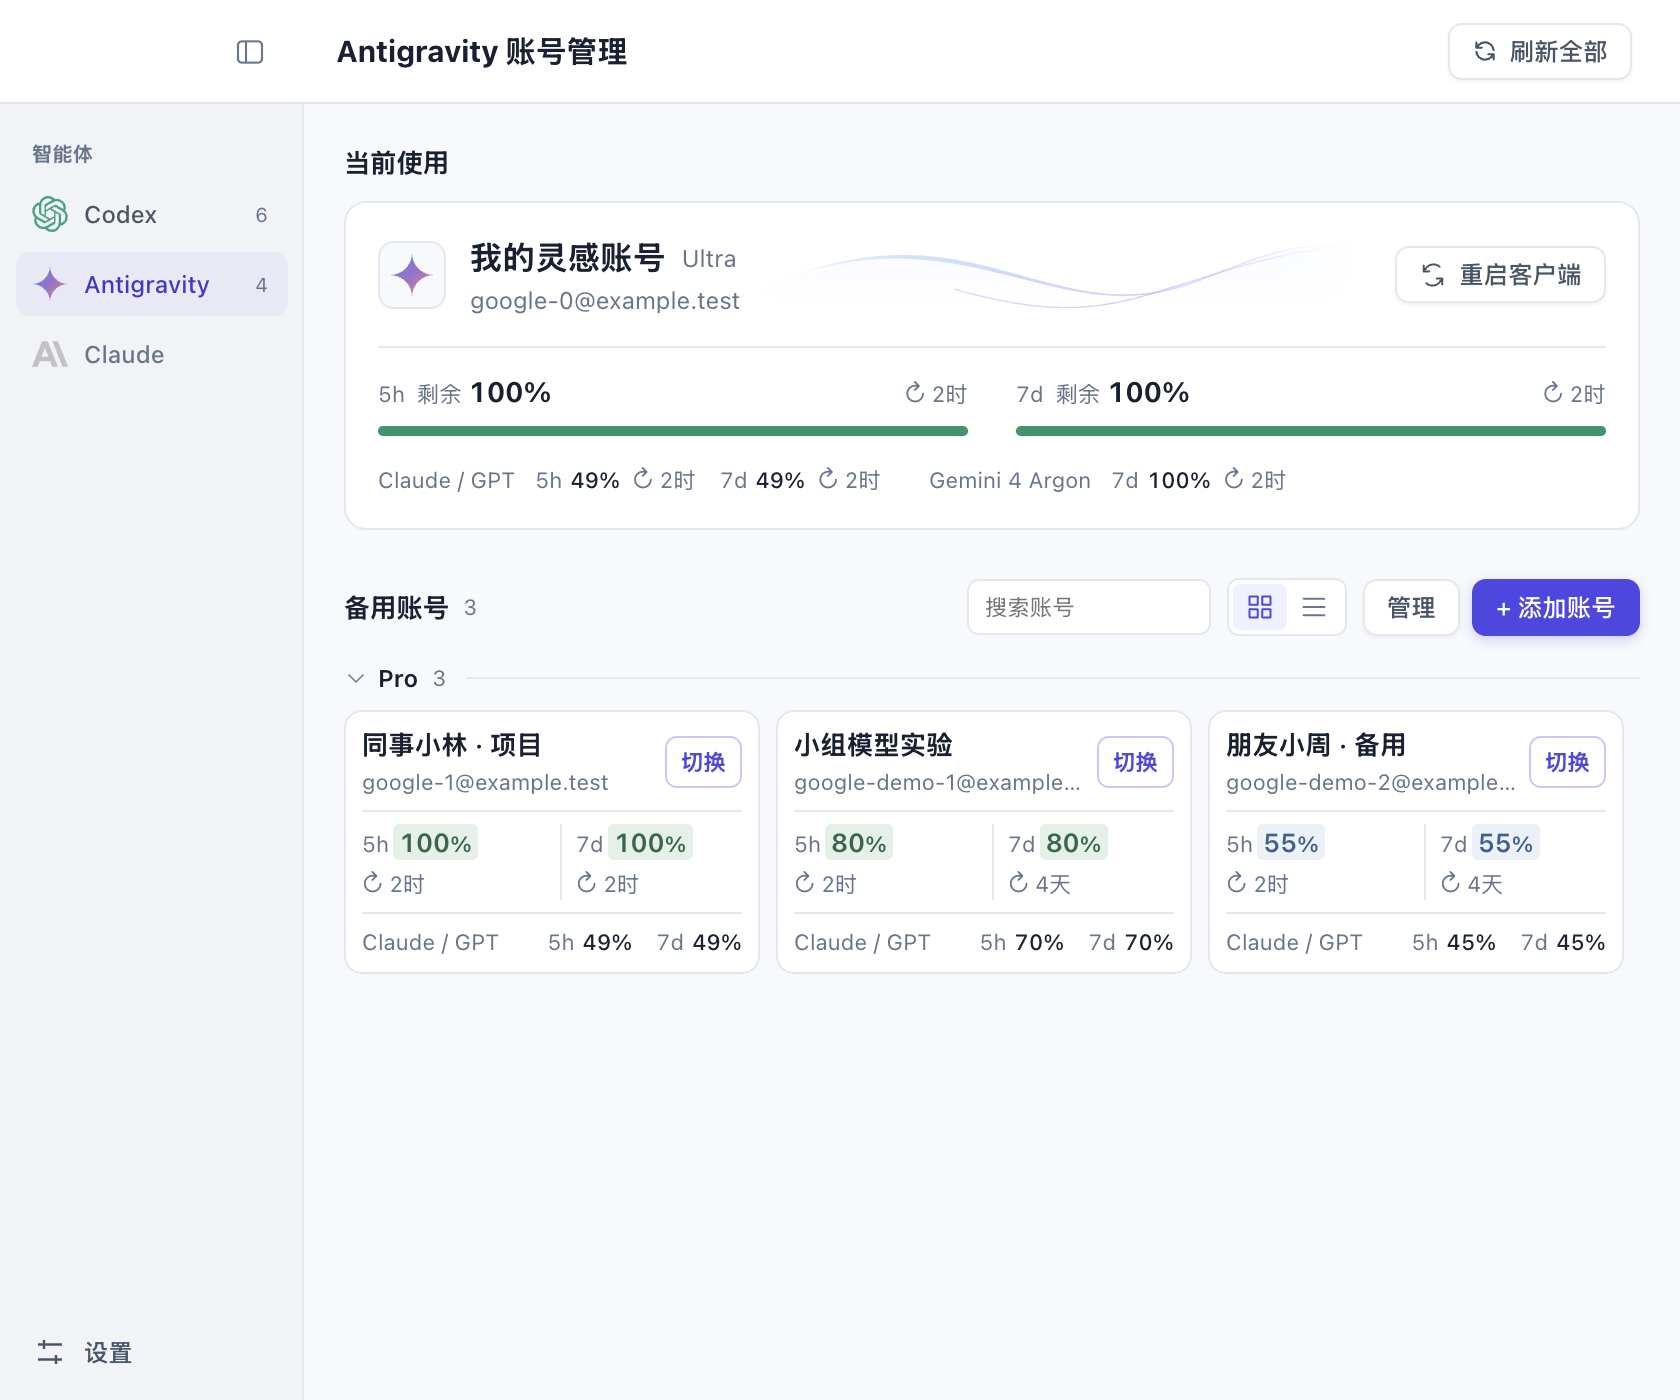 Antigravity 账号管理
刷新全部
智能体
Codex 6
Antigravity 4
Claude
设置
当前使用
我的灵感账号 Ultra
google-0@example.test
重启客户端
5h 剩余 100% 2时
7d 剩余 100% 2时
Claude / GPT 5h 49% 2时 7d 49% 2时 Gemini 4 Argon 7d 100% 2时
备用账号 3
搜索账号
管理
+ 添加账号
Pro 3
同事小林 · 项目
google-1@example.test
切换
5h 100% 7d 100%
2时 2时
Claude / GPT 5h 49% 7d 49%
小组模型实验
google-demo-1@example...
切换
5h 80% 7d 80%
2时 4天
Claude / GPT 5h 70% 7d 70%
朋友小周 · 备用
google-demo-2@example...
切换
5h 55% 7d 55%
2时 4天
Claude / GPT 5h 45% 7d 45%